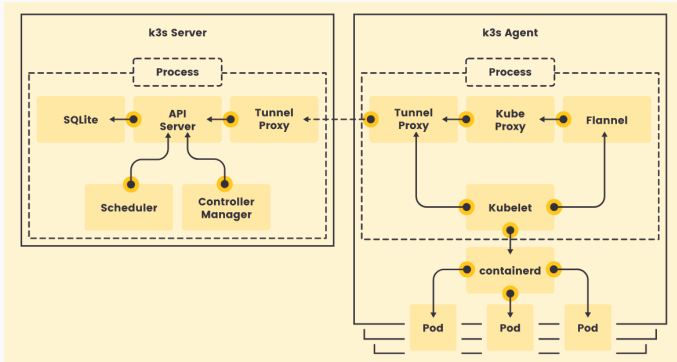 k3s Server
k3s Agent
Process
Process
SQLite
API
Server
Tunnel
Proxy
Tunnel
Proxy
Kube
Proxy
Flannel
Scheduler
Controller
Manager
Kubelet
containerd
Pod
Pod
Pod